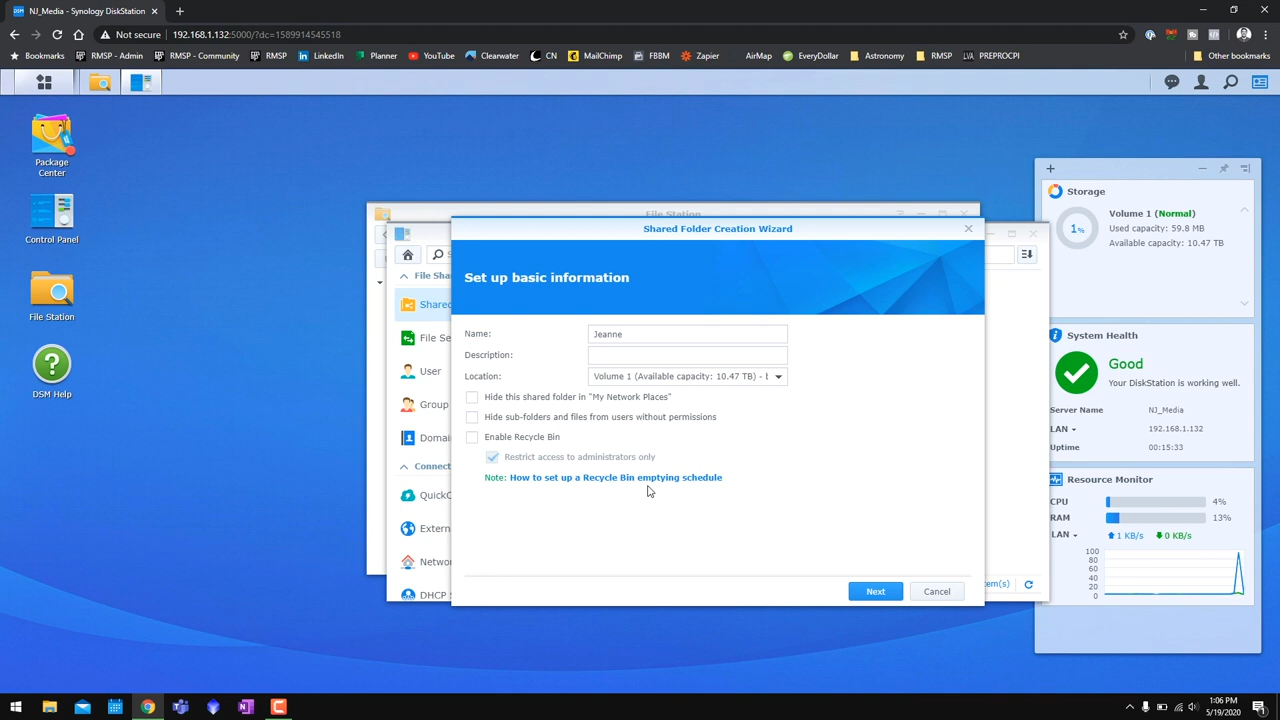 NJ_Media - Synology DiskStation
Not secure 192.168.1.132:5000/?dc=1589914545518
Bookmarks RMSP - Admin RMSP - Community LinkedIn Planner YouTube Clearwater CN MailChimp FBBM Zapier AirMap EveryDollar Astronomy RMSP LVA PREPROCPI Other bookmarks
Package
Center
Control Panel
File Station
DSM Help
File Station
Shared Folder Creation Wizard
Set up basic information
Name: Jeanne
Description:
Location: Volume 1 (Available capacity: 10.47 TB) -
Hide this shared folder in "My Network Places"
Hide sub-folders and files from users without permissions
Enable Recycle Bin
Restrict access to administrators only
Note: How to set up a Recycle Bin emptying schedule
Next Cancel
File Sha
Shared
File Se
User
Group
Domai
Connect
QuickC
Extern
Netwo
DHCP
em(s)
Storage
1%
Volume 1 (Normal)
Used capacity: 59.8 MB
Available capacity: 10.47 TB
System Health
Good
Your DiskStation is working well.
Server Name NJ_Media
LAN 192.168.1.132
Uptime 00:15:33
Resource Monitor
CPU 4%
RAM 13%
LAN 1 KB/s 0 KB/s
100
80
60
40
20
0
1:06 PM
5/19/2020